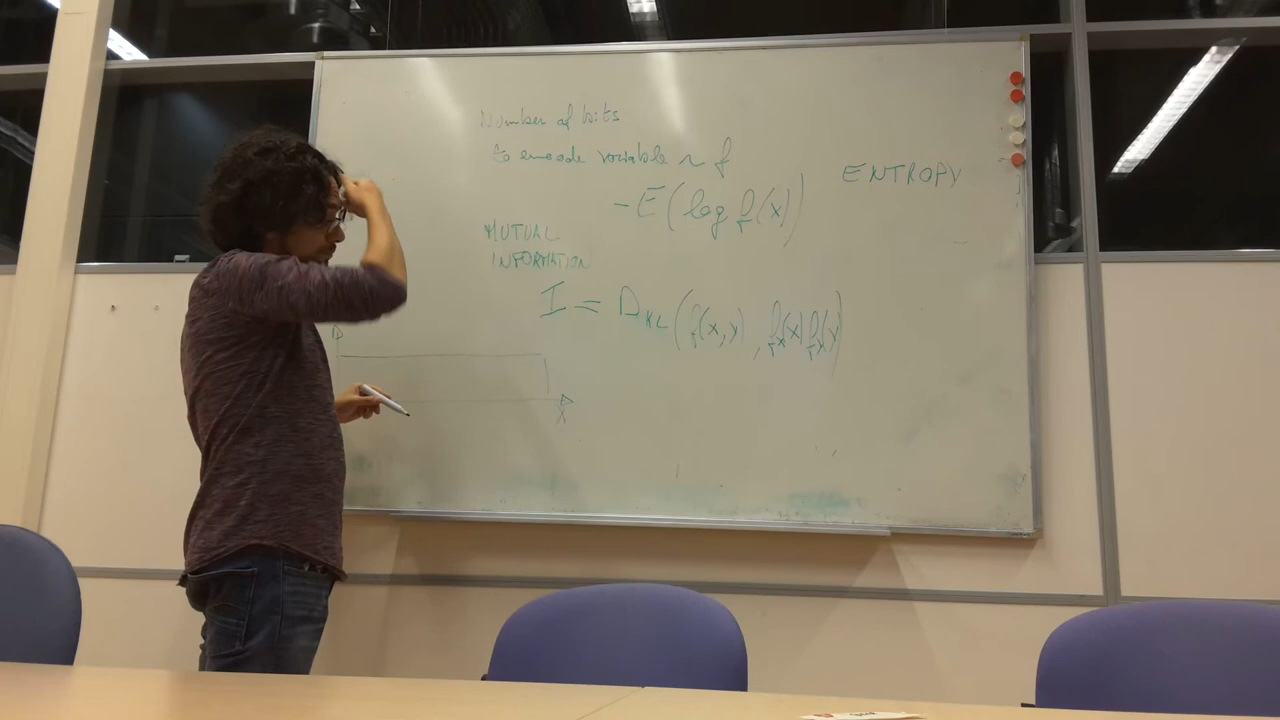 Number of bits
to encode variable ~ f
- E ( log f(x) )
ENTROPY
MUTUAL
INFORMATION
I = D_KL ( f(x,y) , f_x(x) f_y(y) )
X